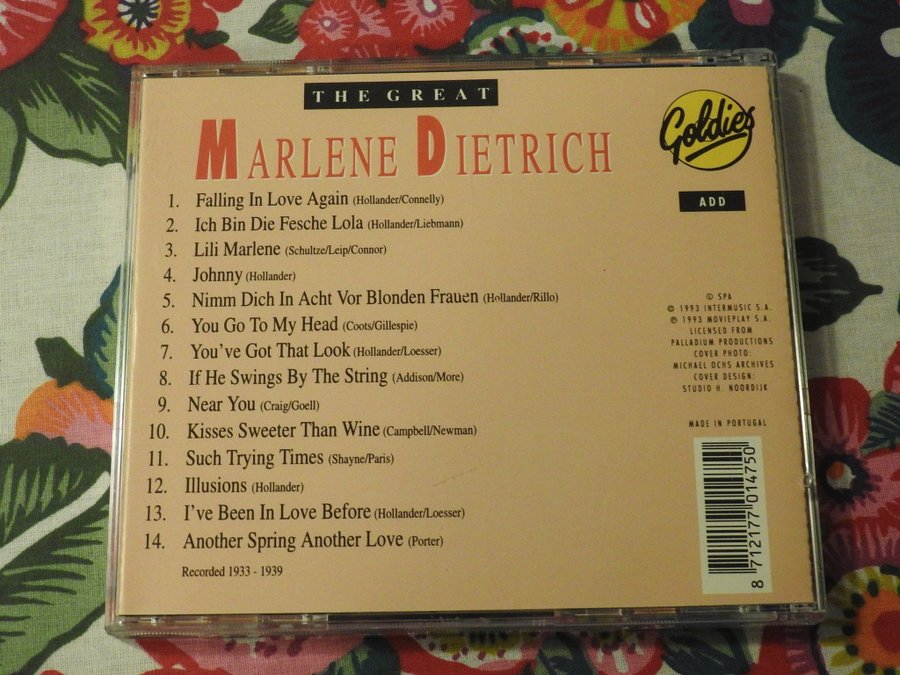 THE GREAT
MARLENE DIETRICH
Goldies
ADD
1. Falling In Love Again (Hollander/Connelly)
2. Ich Bin Die Fesche Lola (Hollander/Liebmann)
3. Lili Marlene (Schultze/Leip/Connor)
4. Johnny (Hollander)
5. Nimm Dich In Acht Vor Blonden Frauen (Hollander/Rillo)
6. You Go To My Head (Coots/Gillespie)
7. You've Got That Look (Hollander/Loesser)
8. If He Swings By The String (Addison/More)
9. Near You (Craig/Goell)
10. Kisses Sweeter Than Wine (Campbell/Newman)
11. Such Trying Times (Shayne/Paris)
12. Illusions (Hollander)
13. I've Been In Love Before (Hollander/Loesser)
14. Another Spring Another Love (Porter)
Recorded 1933 - 1939
SPA
© 1993 INTERMUSIC S.A.
℗ 1993 MOVIEPLAY S.A.
LICENSED FROM
PALLADIUM PRODUCTIONS
COVER PHOTO:
MICHAEL OCHS ARCHIVES
COVER DESIGN:
STUDIO H. NOORDIJK
MADE IN PORTUGAL
8 712177 014750